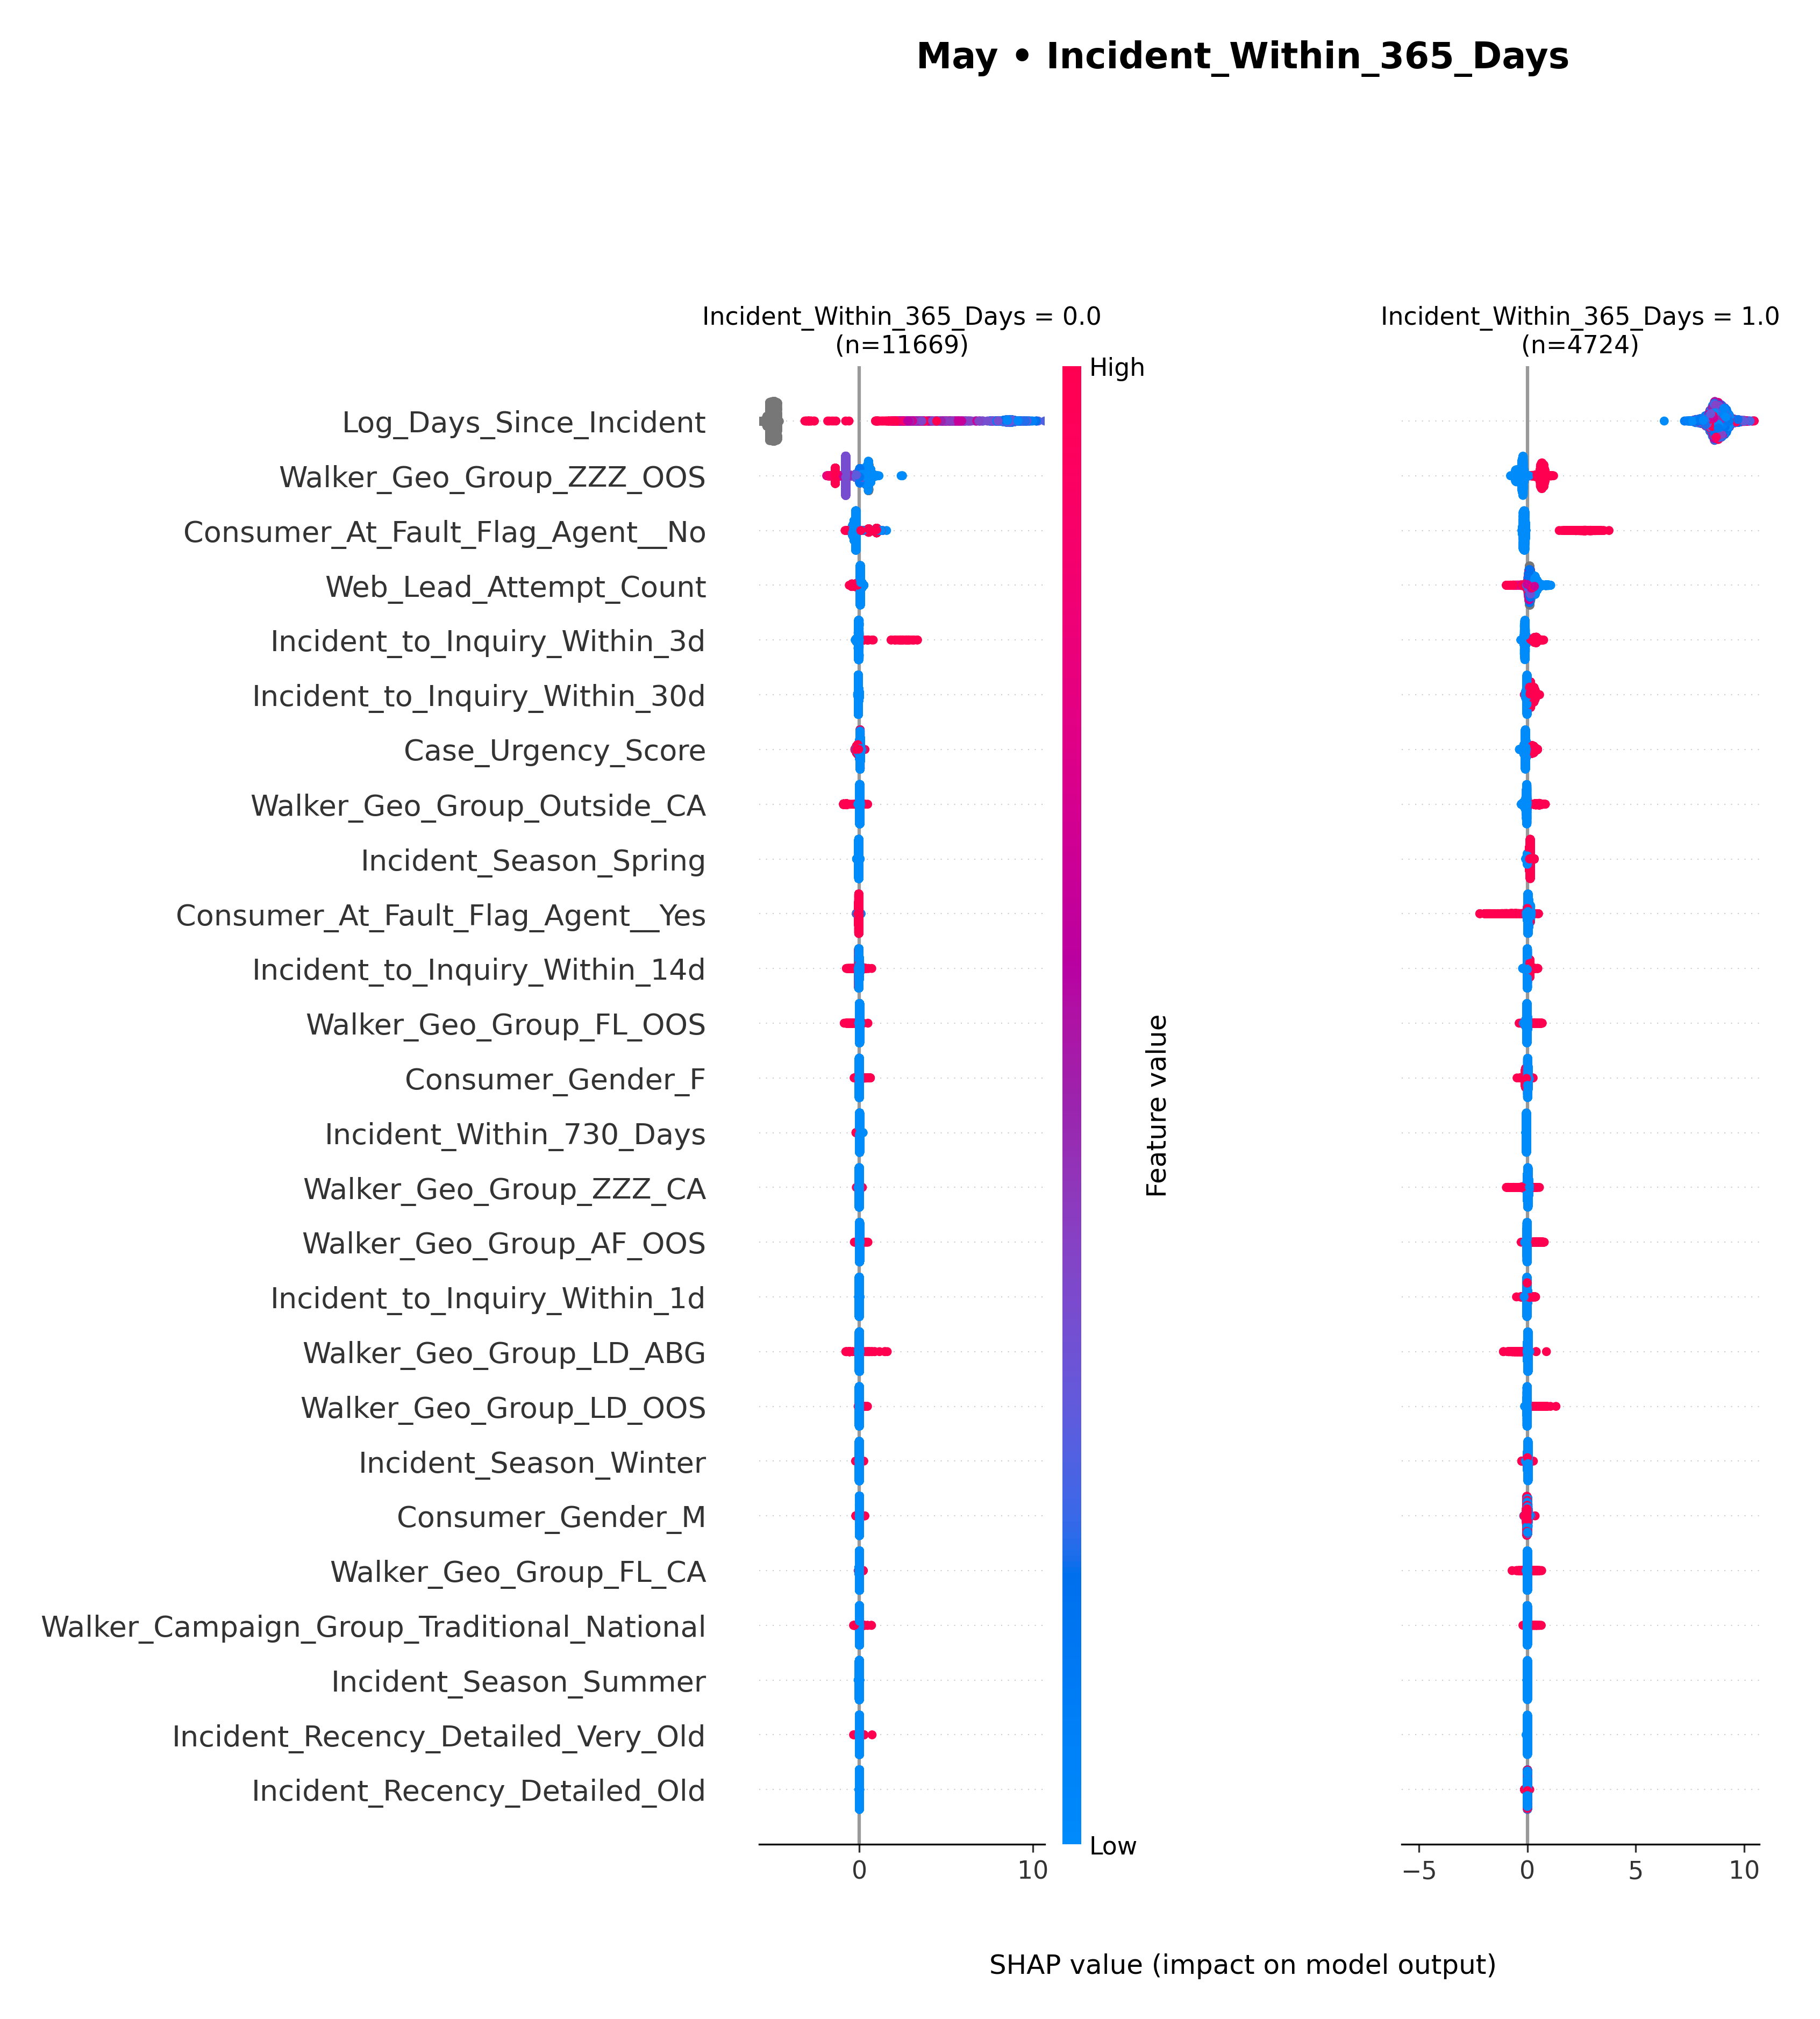 May • Incident_Within_365_Days
Incident_Within_365_Days = 0.0
(n=11669)
Incident_Within_365_Days = 1.0
(n=4724)
High
Log_Days_Since_Incident
Walker_Geo_Group_ZZZ_OOS
Consumer_At_Fault_Flag_Agent__No
Web_Lead_Attempt_Count
Incident_to_Inquiry_Within_3d
Incident_to_Inquiry_Within_30d
Case_Urgency_Score
Walker_Geo_Group_Outside_CA
Incident_Season_Spring
Consumer_At_Fault_Flag_Agent__Yes
Incident_to_Inquiry_Within_14d
Walker_Geo_Group_FL_OOS
Consumer_Gender_F
Incident_Within_730_Days
Walker_Geo_Group_ZZZ_CA
Walker_Geo_Group_AF_OOS
Incident_to_Inquiry_Within_1d
Walker_Geo_Group_LD_ABG
Walker_Geo_Group_LD_OOS
Incident_Season_Winter
Consumer_Gender_M
Walker_Geo_Group_FL_CA
Walker_Campaign_Group_Traditional_National
Incident_Season_Summer
Incident_Recency_Detailed_Very_Old
Incident_Recency_Detailed_Old
Feature value
Low
0 10
−5 0 5 10
SHAP value (impact on model output)